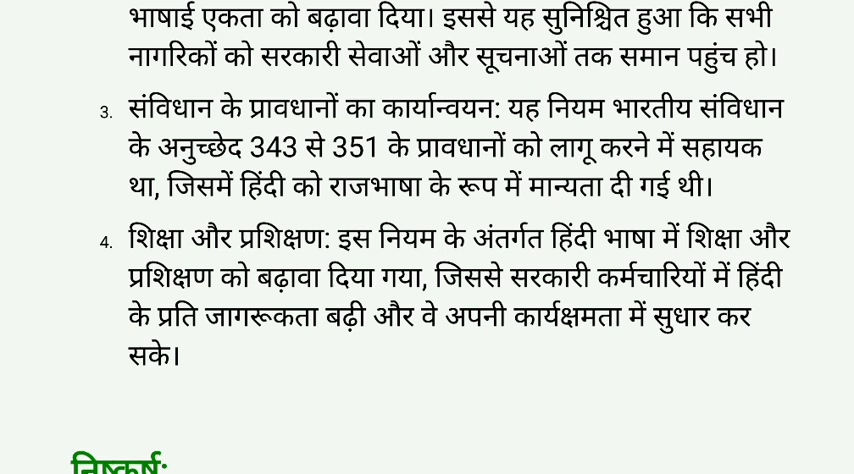 भाषाई एकता को बढ़ावा दिया। इससे यह सुनिश्चित हुआ कि सभी
नागरिकों को सरकारी सेवाओं और सूचनाओं तक समान पहुंच हो।
3. संविधान के प्रावधानों का कार्यान्वयन: यह नियम भारतीय संविधान
के अनुच्छेद 343 से 351 के प्रावधानों को लागू करने में सहायक
था, जिसमें हिंदी को राजभाषा के रूप में मान्यता दी गई थी।
4. शिक्षा और प्रशिक्षण: इस नियम के अंतर्गत हिंदी भाषा में शिक्षा और
प्रशिक्षण को बढ़ावा दिया गया, जिससे सरकारी कर्मचारियों में हिंदी
के प्रति जागरूकता बढ़ी और वे अपनी कार्यक्षमता में सुधार कर
सके।
निष्कर्ष: